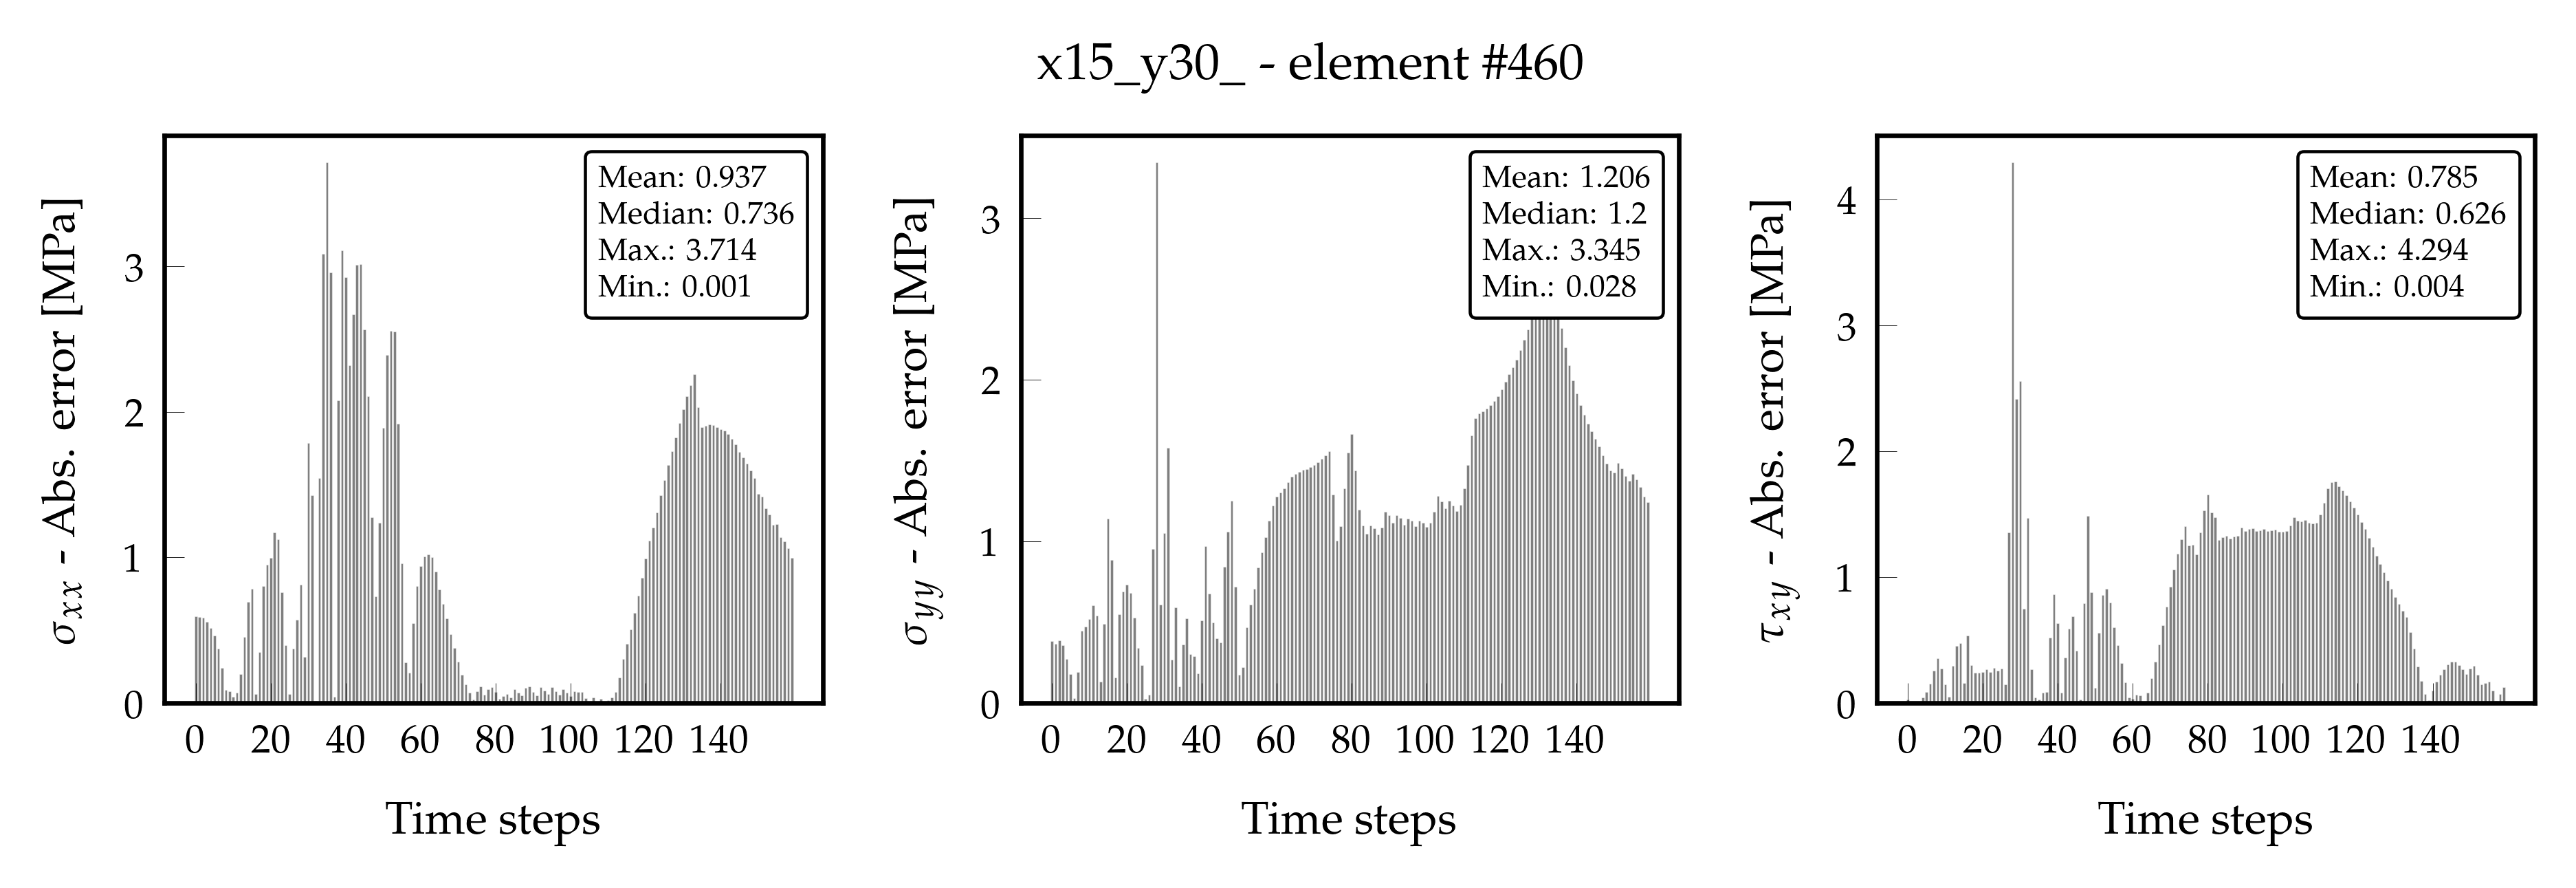 x15_y30_ - element #460
σxx - Abs. error [MPa]
3
2
1
0
Mean: 0.937
Median: 0.736
Max.: 3.714
Min.: 0.001
0 20 40 60 80 100 120 140
Time steps
σyy - Abs. error [MPa]
3
2
1
0
Mean: 1.206
Median: 1.2
Max.: 3.345
Min.: 0.028
0 20 40 60 80 100 120 140
Time steps
τxy - Abs. error [MPa]
4
3
2
1
0
Mean: 0.785
Median: 0.626
Max.: 4.294
Min.: 0.004
0 20 40 60 80 100 120 140
Time steps